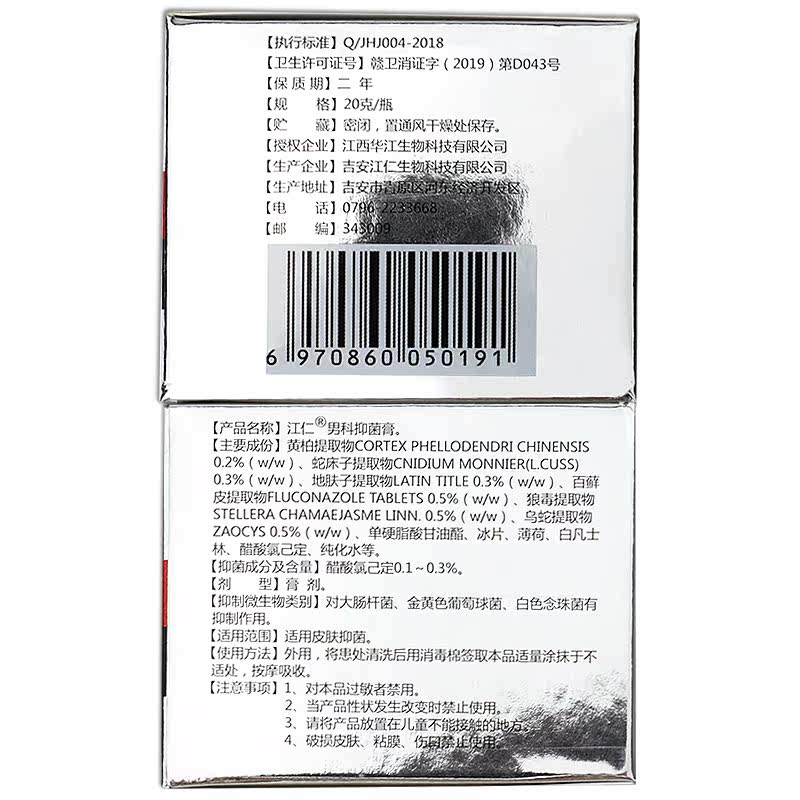 【执行标准】Q/JHJ004-2018
【卫生许可证号】赣卫消证字（2019）第D043号
【保 质 期】二 年
【规 格】20克/瓶
【贮 藏】密闭，置通风干燥处保存。
【授权企业】江西华江生物科技有限公司
【生产企业】吉安江仁生物科技有限公司
【生产地址】吉安市吉原区河东经济开发区
【电 话】0796-2233668
【邮 编】343009
6 970860 050191
【产品名称】江仁®男科抑菌膏。
【主要成份】黄柏提取物CORTEX PHELLODENDRI CHINENSIS
0.2%（w/w）、蛇床子提取物CNIDIUM MONNIER(L.CUSS)
0.3%（w/w）、地肤子提取物LATIN TITLE 0.3%（w/w）、百鲜
皮提取物FLUCONAZOLE TABLETS 0.5%（w/w）、狼毒提取物
STELLERA CHAMAEJASME LINN. 0.5%（w/w）、乌蛇提取物
ZAOCYS 0.5%（w/w）、单硬脂酸甘油酯、冰片、薄荷、白凡士
林、醋酸氯己定、纯化水等。
【抑菌成分及含量】醋酸氯己定0.1～0.3%。
【剂 型】膏 剂。
【抑制微生物类别】对大肠杆菌、金黄色葡萄球菌、白色念珠菌有
抑制作用。
【适用范围】适用皮肤抑菌。
【使用方法】外用，将患处清洗后用消毒棉签取本品适量涂抹于不
适处，按摩吸收。
【注意事项】1、对本品过敏者禁用。
2、当产品性状发生改变时禁止使用。
3、请将产品放置在儿童不能接触的地方。
4、破损皮肤、粘膜、伤口禁止使用。